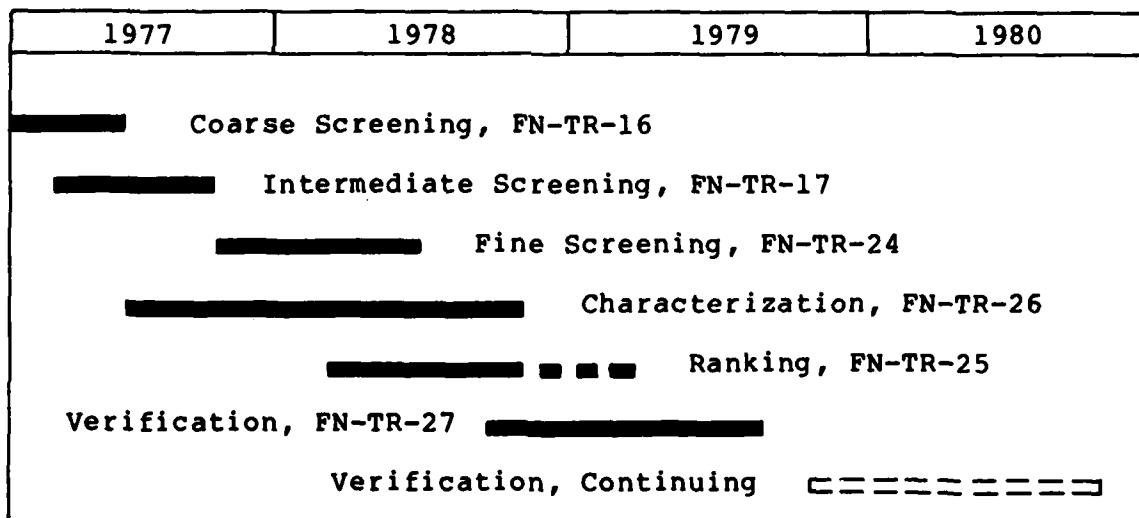 1977 1978 1979 1980
Coarse Screening, FN-TR-16
Intermediate Screening, FN-TR-17
Fine Screening, FN-TR-24
Characterization, FN-TR-26
Ranking, FN-TR-25
Verification, FN-TR-27
Verification, Continuing